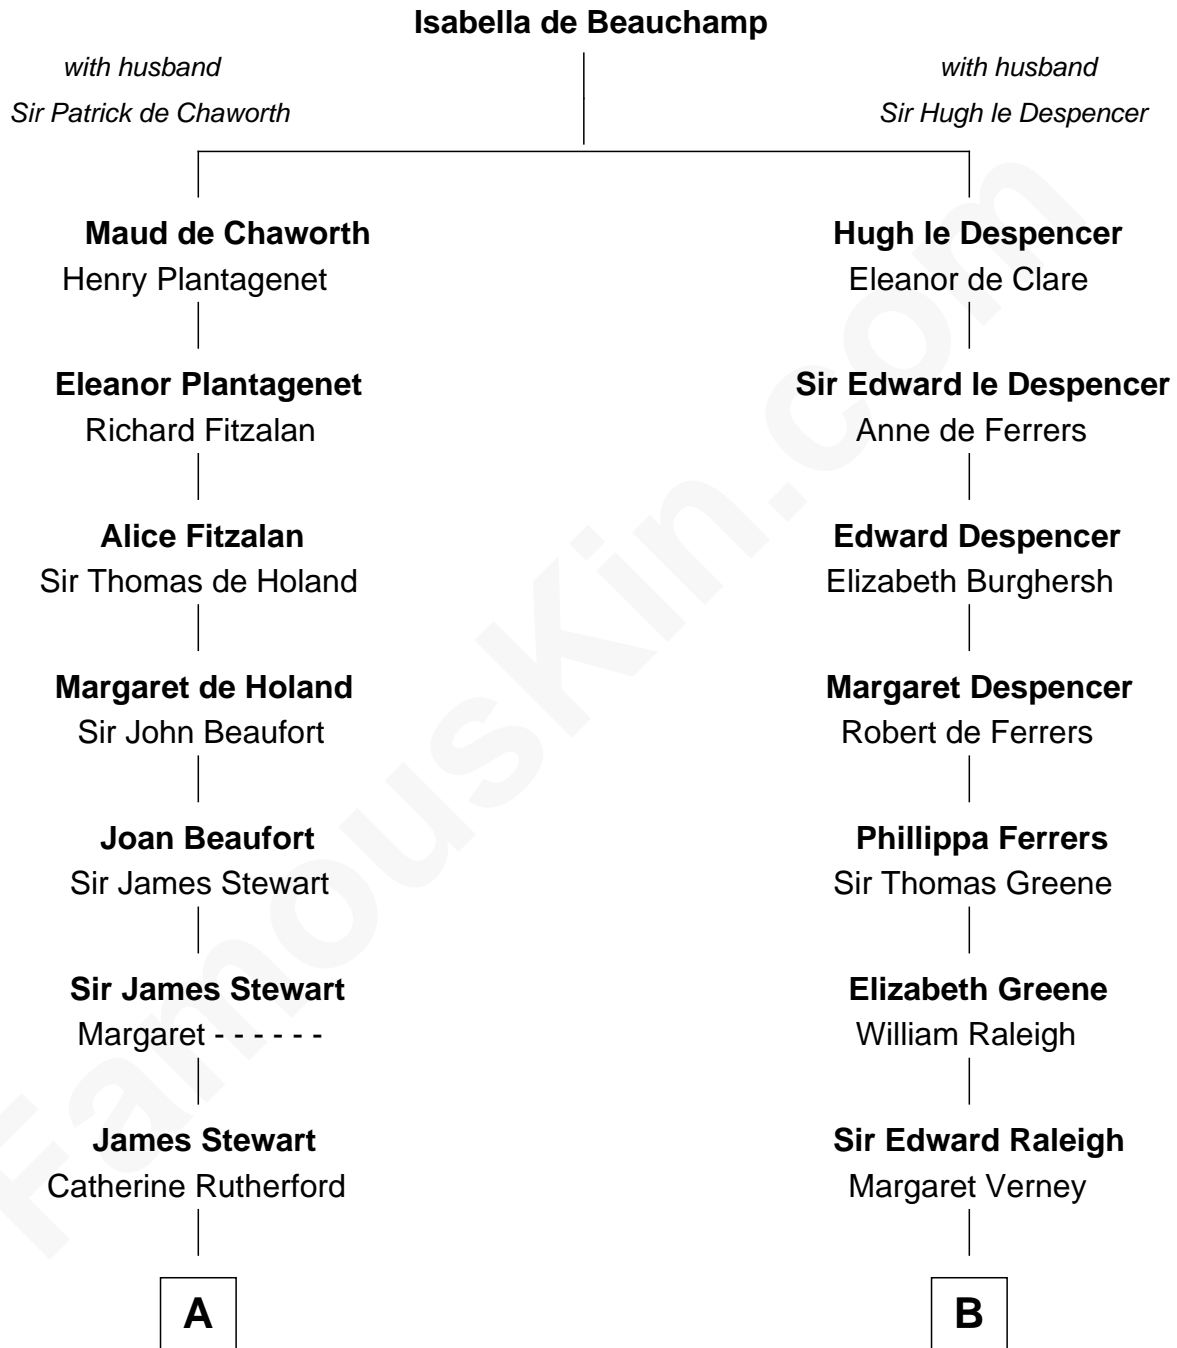 Isabella de Beauchamp
with husband
Sir Patrick de Chaworth
with husband
Sir Hugh le Despencer
Maud de Chaworth
Henry Plantagenet
Eleanor Plantagenet
Richard Fitzalan
Alice Fitzalan
Sir Thomas de Holand
Margaret de Holand
Sir John Beaufort
Joan Beaufort
Sir James Stewart
Sir James Stewart
Margaret - - - - - -
James Stewart
Catherine Rutherford
A
Hugh le Despencer
Eleanor de Clare
Sir Edward le Despencer
Anne de Ferrers
Edward Despencer
Elizabeth Burghersh
Margaret Despencer
Robert de Ferrers
Phillippa Ferrers
Sir Thomas Greene
Elizabeth Greene
William Raleigh
Sir Edward Raleigh
Margaret Verney
B
FamousKin.com